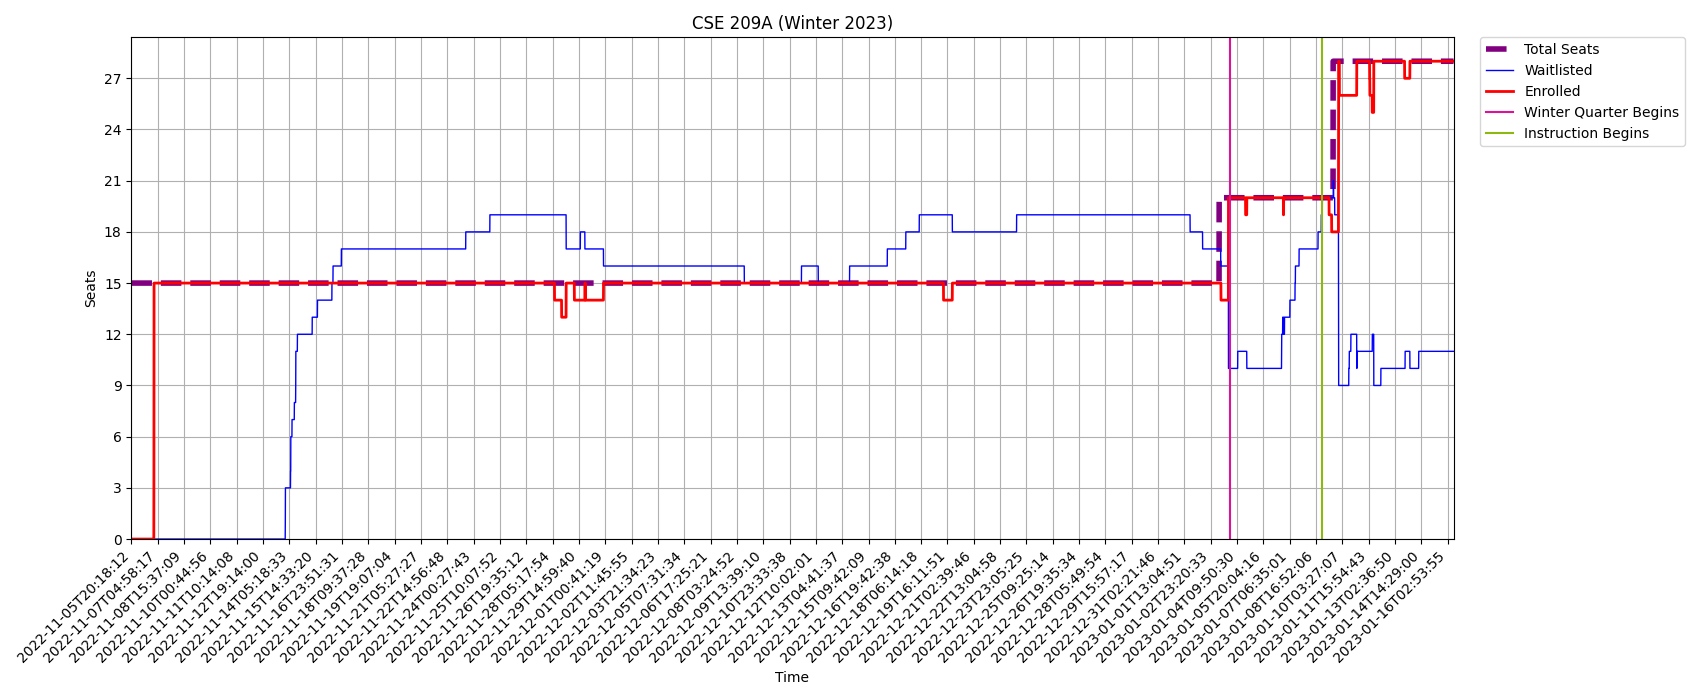 CSE 209A (Winter 2023)
Total Seats
Waitlisted
Enrolled
Winter Quarter Begins
Instruction Begins
Seats
27
24
21
18
15
12
9
6
3
0
2022-11-05T20:18:12
2022-11-07T04:58:17
2022-11-08T15:37:09
2022-11-10T00:44:56
2022-11-11T10:14:08
2022-11-12T19:14:00
2022-11-14T05:18:33
2022-11-15T14:33:20
2022-11-16T23:51:31
2022-11-18T09:37:28
2022-11-19T19:07:04
2022-11-21T05:27:27
2022-11-22T14:56:48
2022-11-24T00:27:43
2022-11-25T10:07:52
2022-11-26T19:35:12
2022-11-28T05:17:54
2022-11-29T14:59:40
2022-12-01T00:41:19
2022-12-02T11:45:55
2022-12-03T21:34:23
2022-12-05T07:31:34
2022-12-06T17:25:21
2022-12-08T03:24:52
2022-12-09T13:39:10
2022-12-10T23:33:38
2022-12-12T10:02:01
2022-12-13T04:41:37
2022-12-15T09:42:09
2022-12-16T19:42:38
2022-12-18T06:14:18
2022-12-19T16:11:51
2022-12-21T02:39:46
2022-12-22T13:04:58
2022-12-23T23:05:25
2022-12-25T09:25:14
2022-12-26T19:35:34
2022-12-28T05:49:54
2022-12-29T15:57:17
2022-12-31T02:21:46
2023-01-01T13:04:51
2023-01-02T23:20:33
2023-01-04T09:50:30
2023-01-05T20:04:16
2023-01-07T06:35:01
2023-01-08T16:52:06
2023-01-10T03:27:07
2023-01-11T15:54:43
2023-01-13T02:36:50
2023-01-14T14:29:00
2023-01-16T02:53:55
Time